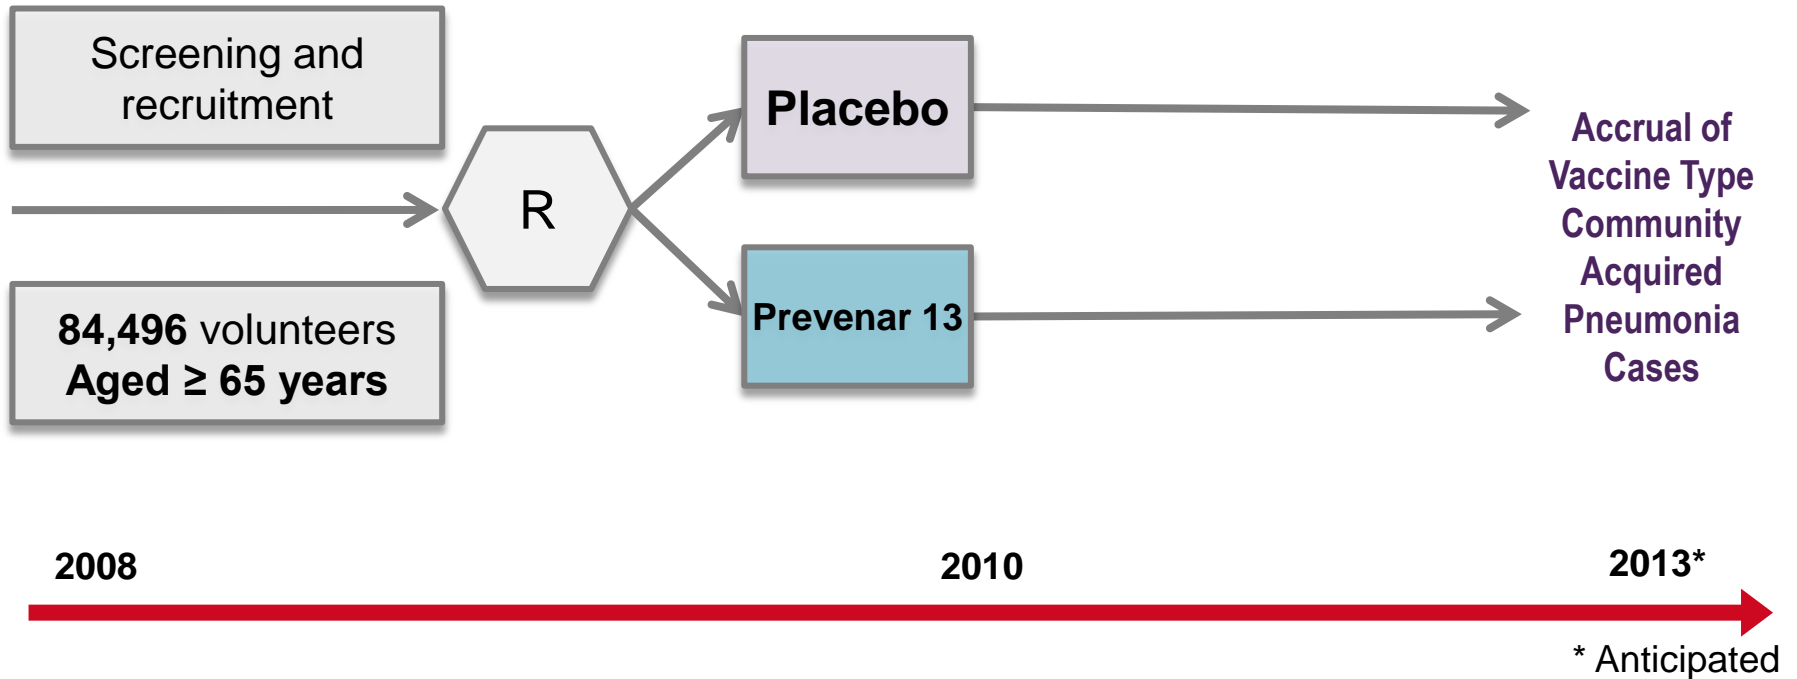 Screening and
recruitment
84,496 volunteers
Aged ≥ 65 years
R
Placebo
Prevenar 13
Accrual of
Vaccine Type
Community
Acquired
Pneumonia
Cases
2008
2010
2013*
* Anticipated